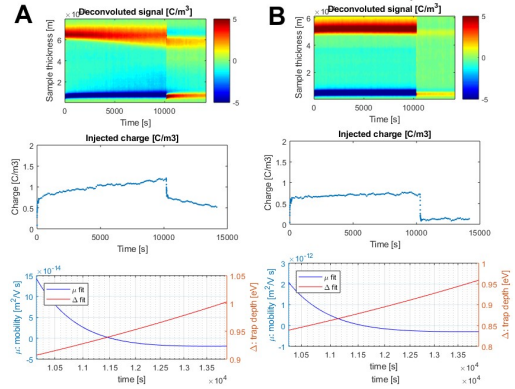 A
Deconvoluted signal [C/m³]
Sample thickness [m]
6
4
2
× 10
0
5000
10000
Time [s]
5
0
-5
Injected charge [C/m3]
Charge [C/m3]
2
1.5
1
0.5
0
0
5000
10000
15000
Time [s]
× 10⁻¹⁴
μ: mobility [m²/V s]
15
10
5
0
-5
μ fit
Δ fit
1.05
1
0.95
0.9
Δ: trap depth [eV]
1.05 1.1 1.15 1.2 1.25 1.3 1.35
time [s]
× 10⁴
B
Deconvoluted signal [C/m³]
Sample thickness [m]
6
4
2
× 10
0
5000
10000
Time [s]
5
0
-5
Injected charge [C/m3]
Charge [C/m3]
2
1.5
1
0.5
0
0
5000
10000
15000
Time [s]
× 10⁻¹²
μ: mobility [m²/V s]
3
2
1
0
-1
μ fit
Δ fit
1
0.95
0.9
0.85
0.8
Δ: trap depth [eV]
1.05 1.1 1.15 1.2 1.25 1.3 1.35
time [s]
× 10⁴